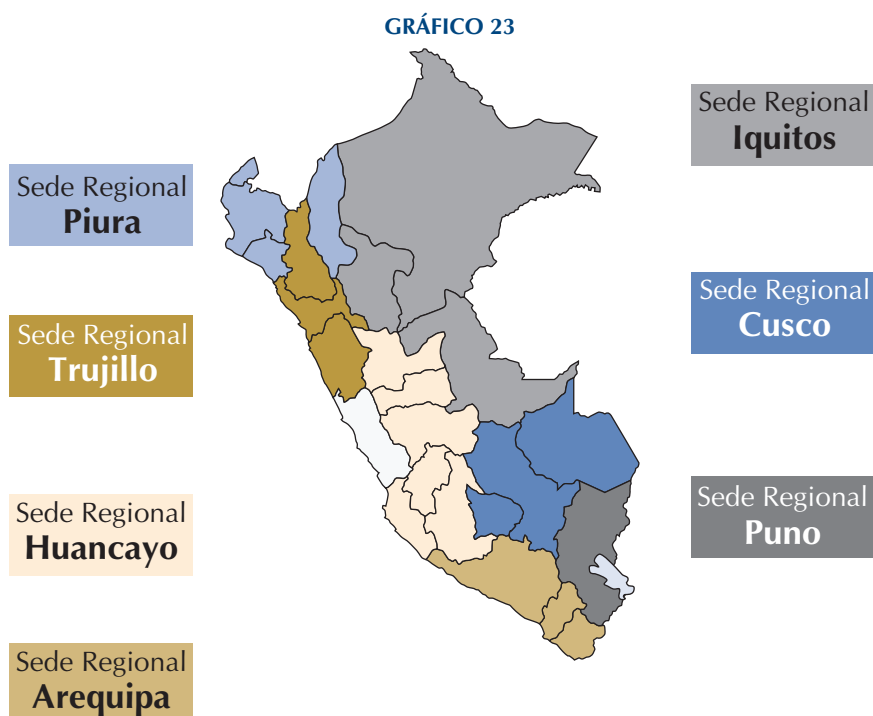 GRÁFICO 23
Sede Regional
Piura
Sede Regional
Trujillo
Sede Regional
Huancayo
Sede Regional
Arequipa
Sede Regional
Iquitos
Sede Regional
Cusco
Sede Regional
Puno